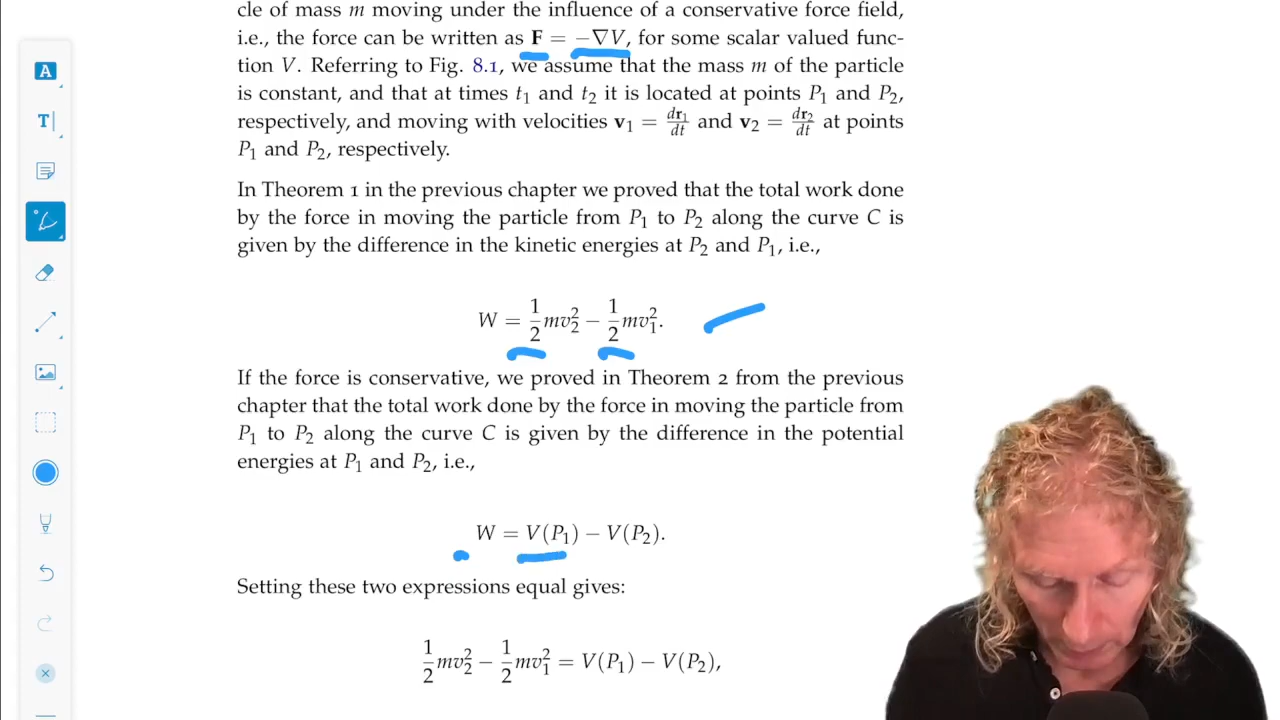 cle of mass m moving under the influence of a conservative force field,
i.e., the force can be written as F = −∇V, for some scalar valued func-
tion V. Referring to Fig. 8.1, we assume that the mass m of the particle
is constant, and that at times t₁ and t₂ it is located at points P₁ and P₂,
respectively, and moving with velocities v₁ = dr₁/dt and v₂ = dr₂/dt at points
P₁ and P₂, respectively.
In Theorem 1 in the previous chapter we proved that the total work done
by the force in moving the particle from P₁ to P₂ along the curve C is
given by the difference in the kinetic energies at P₂ and P₁, i.e.,
W = 1/2 mv₂² − 1/2 mv₁².
If the force is conservative, we proved in Theorem 2 from the previous
chapter that the total work done by the force in moving the particle from
P₁ to P₂ along the curve C is given by the difference in the potential
energies at P₁ and P₂, i.e.,
W = V(P₁) − V(P₂).
Setting these two expressions equal gives:
1/2 mv₂² − 1/2 mv₁² = V(P₁) − V(P₂),
A
T